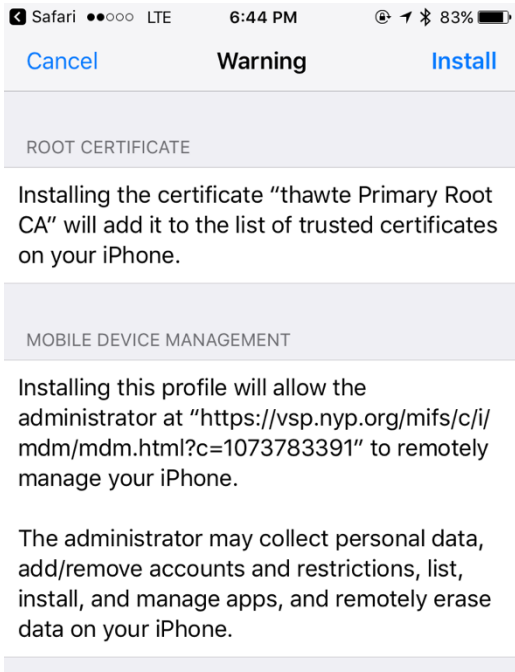 Safari LTE 6:44 PM 83%
Cancel Warning Install
ROOT CERTIFICATE
Installing the certificate “thawte Primary Root
CA” will add it to the list of trusted certificates
on your iPhone.
MOBILE DEVICE MANAGEMENT
Installing this profile will allow the
administrator at “https://vsp.nyp.org/mifs/c/i/
mdm/mdm.html?c=1073783391” to remotely
manage your iPhone.
The administrator may collect personal data,
add/remove accounts and restrictions, list,
install, and manage apps, and remotely erase
data on your iPhone.